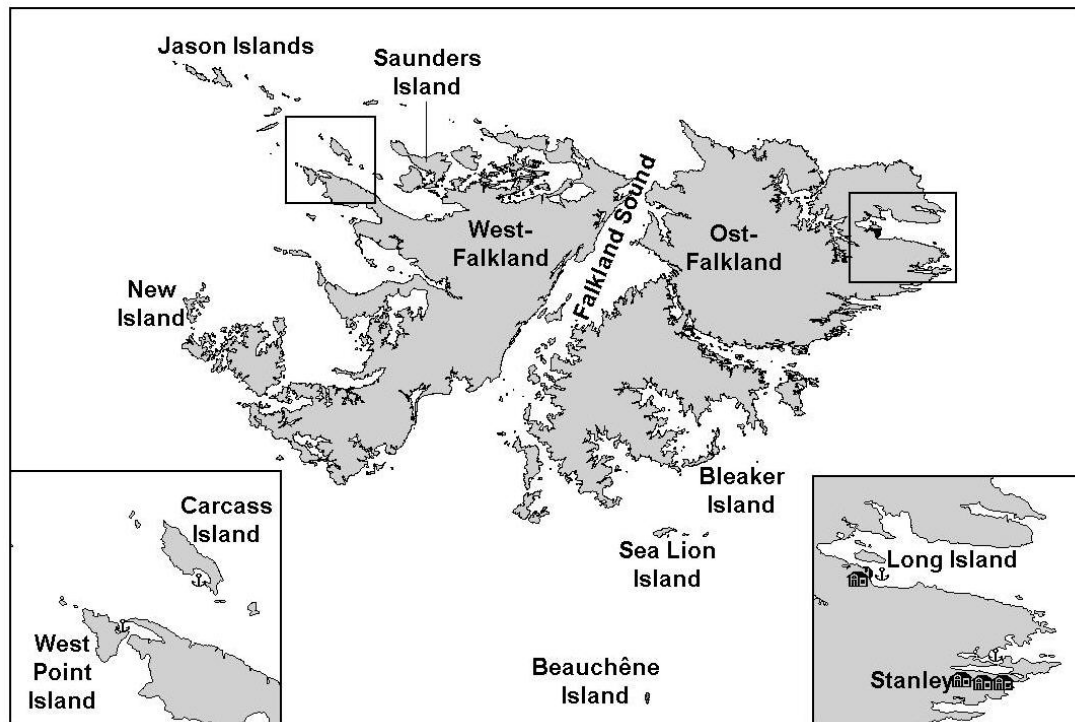 Jason Islands
Saunders
Island
Falkland Sound
West-
Falkland
Ost-
Falkland
New
Island
Bleaker
Island
Carcass
Island
Sea Lion
Island
Long Island
West
Point
Island
Beauchêne
Island
Stanley